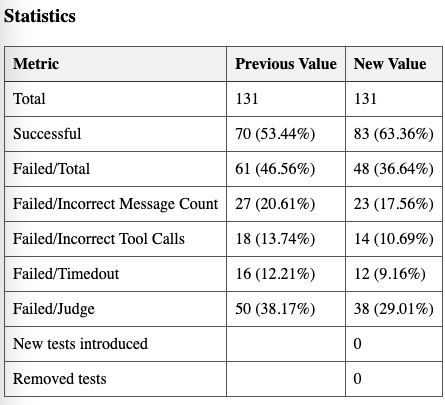 Statistics
Metric Previous Value New Value
Total 131 131
Successful 70 (53.44%) 83 (63.36%)
Failed/Total 61 (46.56%) 48 (36.64%)
Failed/Incorrect Message Count 27 (20.61%) 23 (17.56%)
Failed/Incorrect Tool Calls 18 (13.74%) 14 (10.69%)
Failed/Timedout 16 (12.21%) 12 (9.16%)
Failed/Judge 50 (38.17%) 38 (29.01%)
New tests introduced 0
Removed tests 0